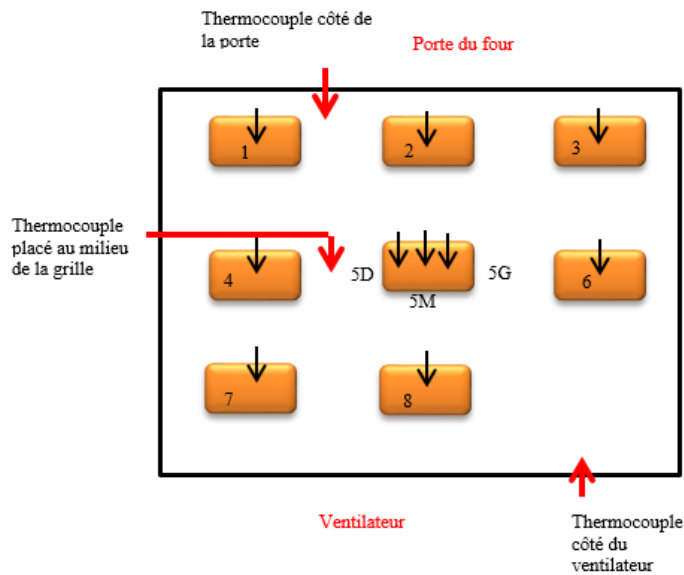 Thermocouple côté de
la porte
Porte du four
1
2
3
Thermocouple
placé au milieu
de la grille
4
5D
5G
5M
6
7
8
Ventilateur
Thermocouple
côté du
ventilateur